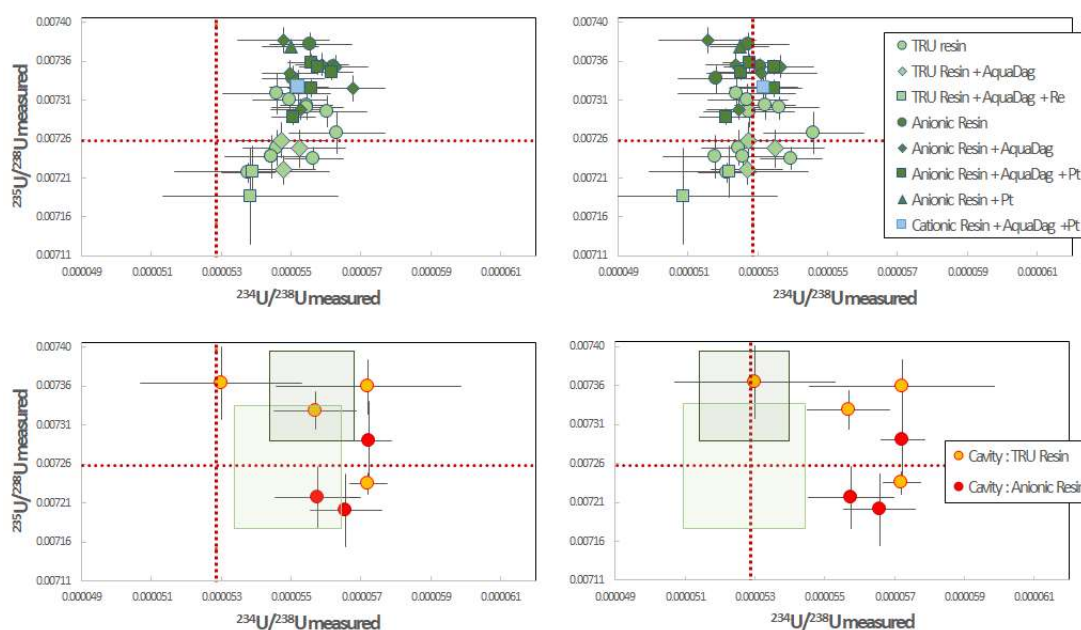 0.00740
0.00736
0.00731
0.00726
0.00721
0.00716
0.00711
²³⁵U/²³⁸Umeasured
0.000049 0.000051 0.000053 0.000055 0.000057 0.000059 0.000061
²³⁴U/²³⁸Umeasured
0.00740
0.00736
0.00731
0.00726
0.00721
0.00716
0.00711
0.000049 0.000051 0.000053 0.000055 0.000057 0.000059 0.000061
²³⁴U/²³⁸Umeasured
TRU resin
TRU Resin + AquaDag
TRU Resin + AquaDag + Re
Anionic Resin
Anionic Resin + AquaDag
Anionic Resin + AquaDag + Pt
Anionic Resin + Pt
Cationic Resin + AquaDag +Pt
0.00740
0.00736
0.00731
0.00726
0.00721
0.00716
0.00711
²³⁵U/²³⁸Umeasured
0.000049 0.000051 0.000053 0.000055 0.000057 0.000059 0.000061
²³⁴U/²³⁸Umeasured
0.00740
0.00736
0.00731
0.00726
0.00721
0.00716
0.00711
0.000049 0.000051 0.000053 0.000055 0.000057 0.000059 0.000061
²³⁴U/²³⁸Umeasured
Cavity : TRU Resin
Cavity : Anionic Resin